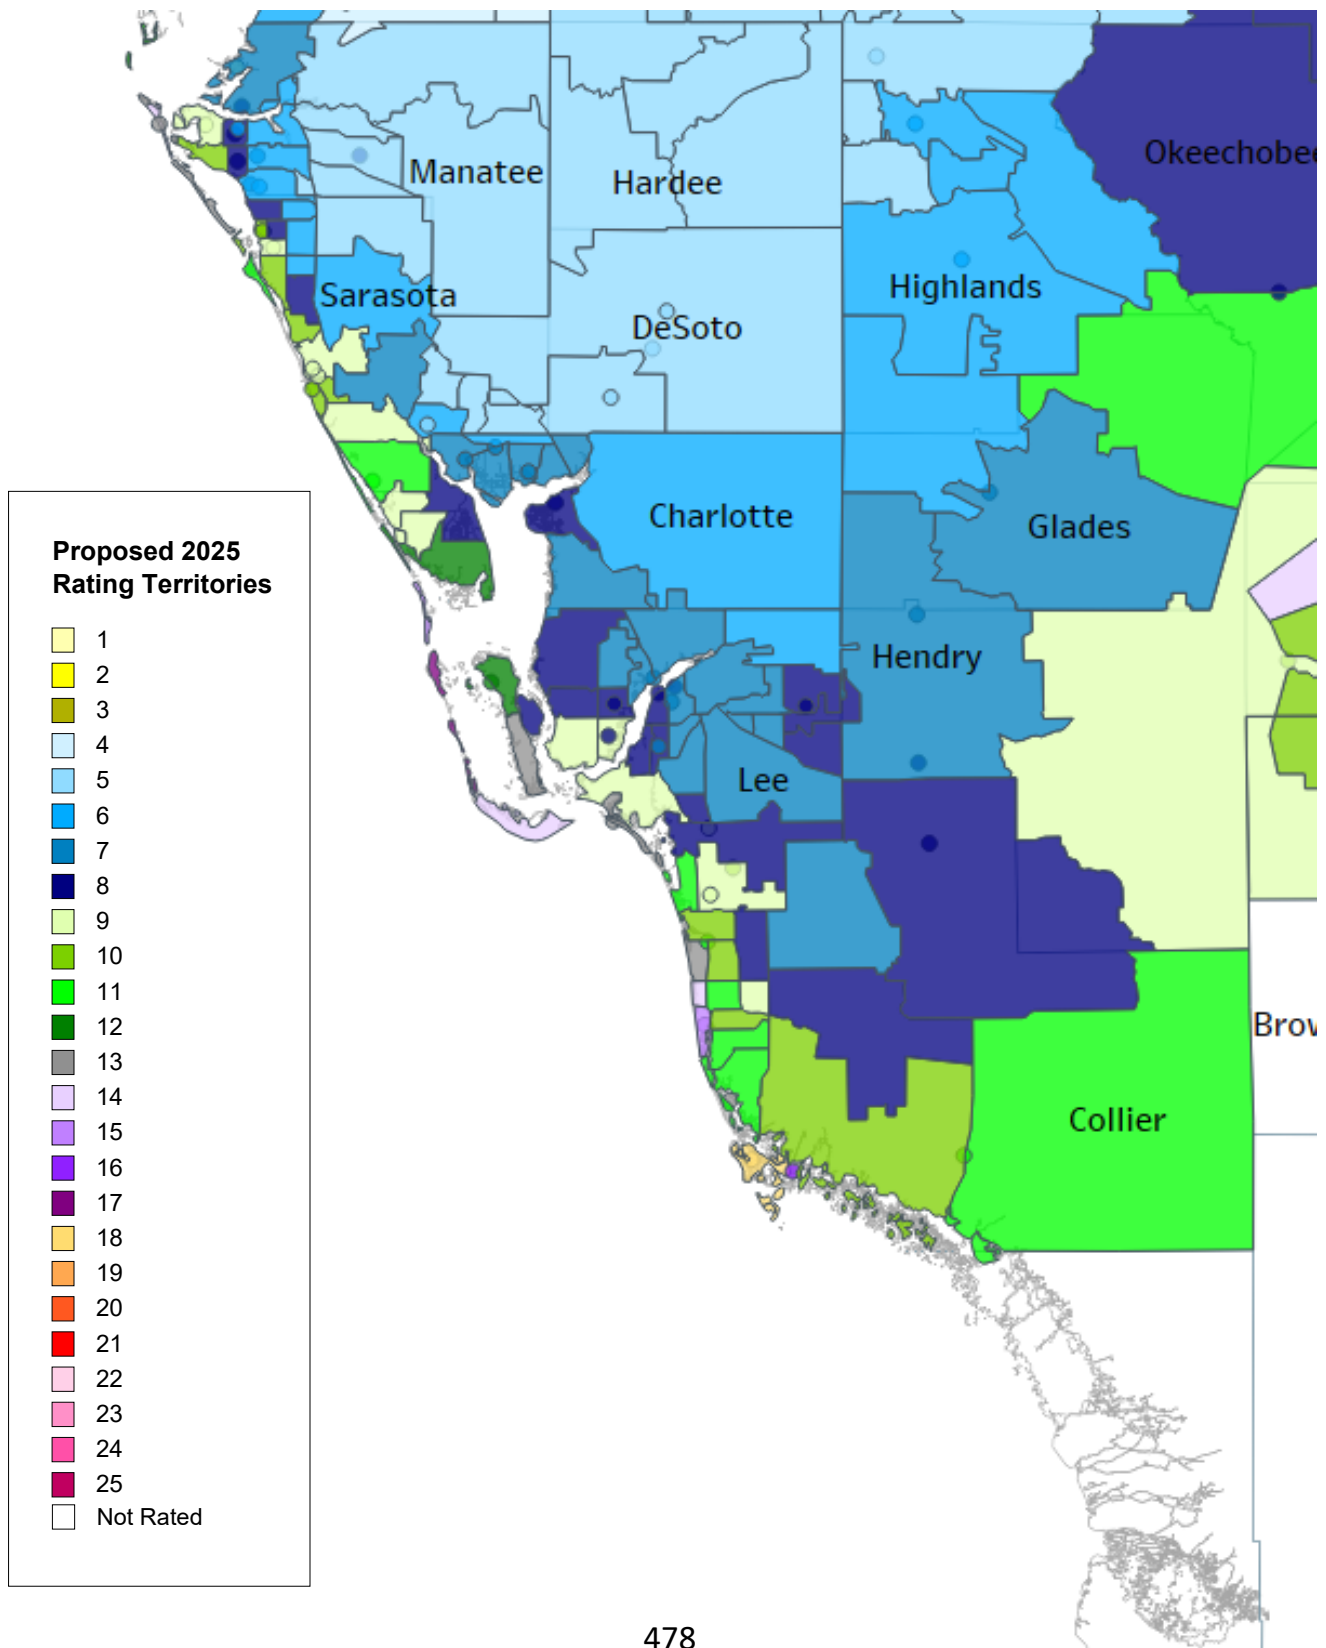 Okeechobee
Manatee
Hardee
Sarasota
DeSoto
Highlands
Charlotte
Glades
Hendry
Lee
Brow
Collier
Proposed 2025
Rating Territories
1
2
3
4
5
6
7
8
9
10
11
12
13
14
15
16
17
18
19
20
21
22
23
24
25
Not Rated
478